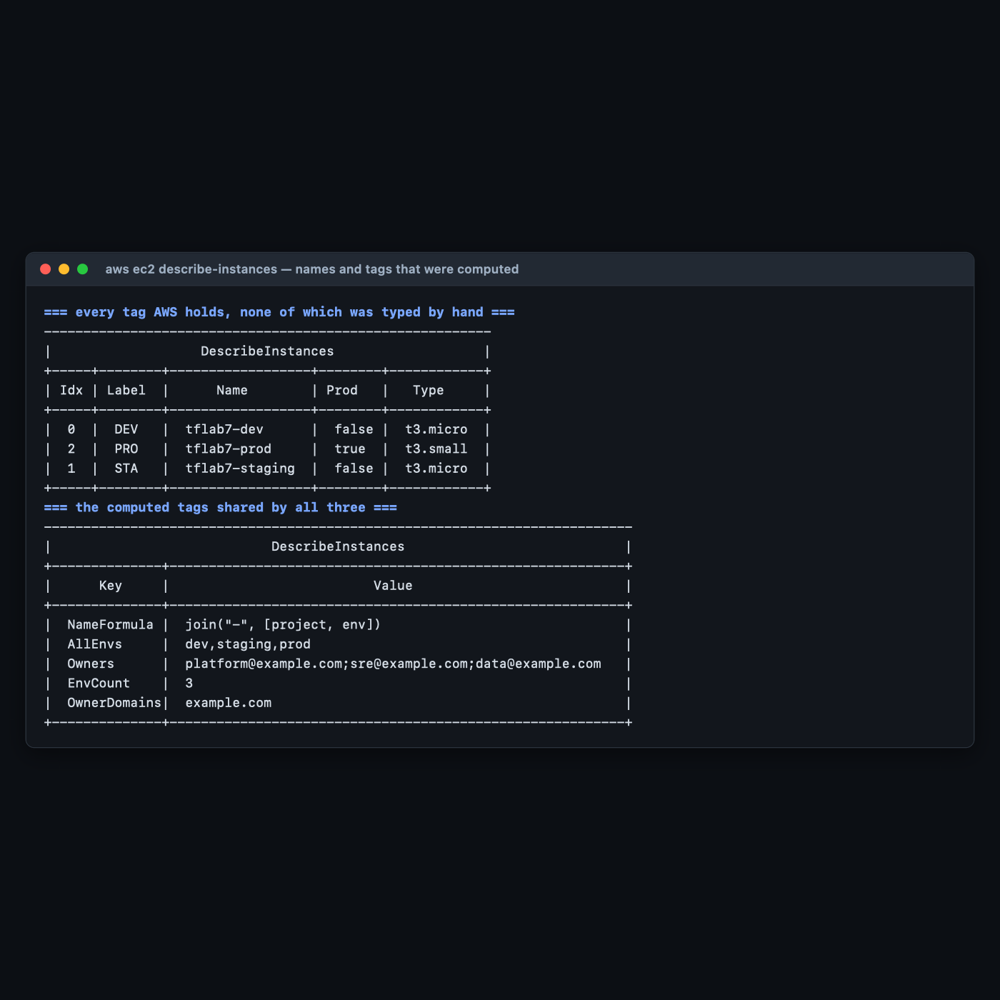 aws ec2 describe-instances — names and tags that were computed
=== every tag AWS holds, none of which was typed by hand ===
---------------------------------------------------------
|                   DescribeInstances                   |
+-----+--------+------------------+--------+------------+
| Idx | Label  |      Name        | Prod   |   Type     |
+-----+--------+------------------+--------+------------+
|  0  |  DEV   |  tflab7-dev      |  false |  t3.micro  |
|  2  |  PRO   |  tflab7-prod     |  true  |  t3.small  |
|  1  |  STA   |  tflab7-staging  |  false |  t3.micro  |
+-----+--------+------------------+--------+------------+
=== the computed tags shared by all three ===
---------------------------------------------------------------------------
|                            DescribeInstances                            |
+--------------+----------------------------------------------------------+
|      Key     |                          Value                           |
+--------------+----------------------------------------------------------+
|  NameFormula |  join("-", [project, env])                               |
|  AllEnvs     |  dev,staging,prod                                        |
|  Owners      |  platform@example.com;sre@example.com;data@example.com   |
|  EnvCount    |  3                                                       |
|  OwnerDomains|  example.com                                             |
+--------------+----------------------------------------------------------+